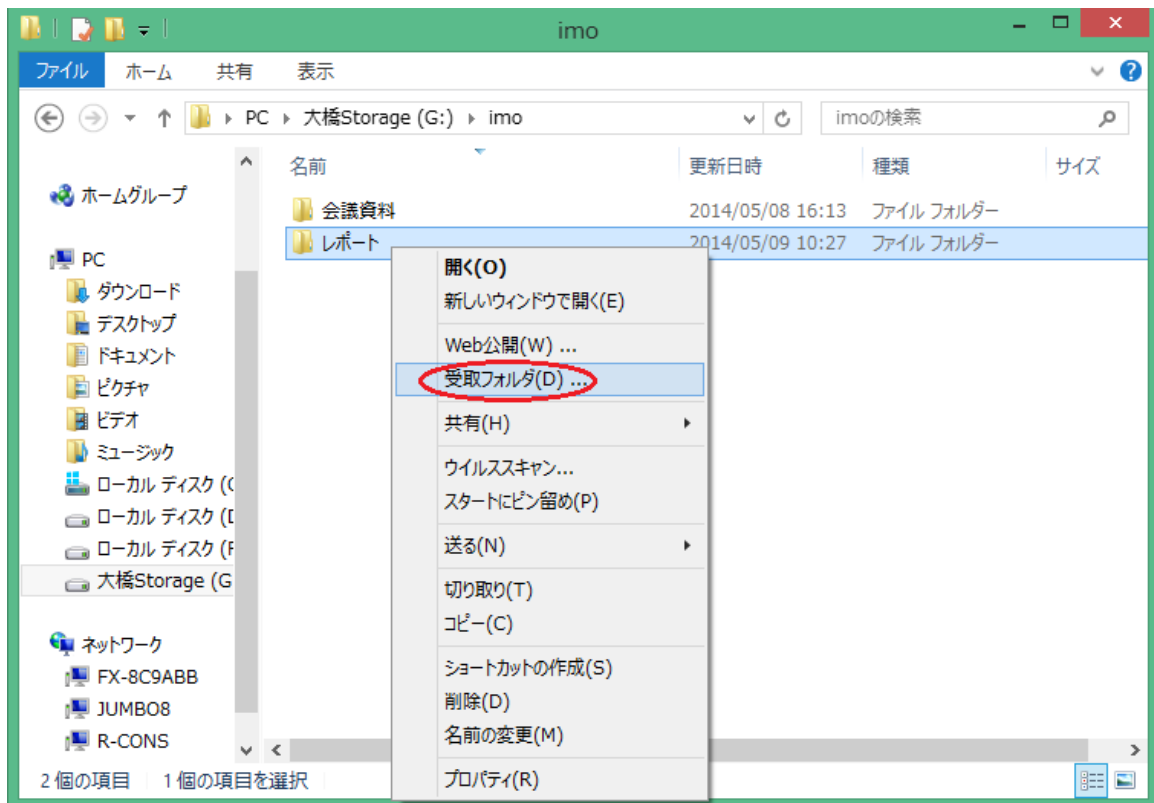 imo
ファイル ホーム 共有 表示
PC 大橋Storage (G:) imo imoの検索
名前 更新日時 種類 サイズ
ホームグループ
会議資料 2014/05/08 16:13 ファイル フォルダー
レポート 2014/05/09 10:27 ファイル フォルダー
PC
ダウンロード
デスクトップ
ドキュメント
ピクチャ
ビデオ
ミュージック
ローカル ディスク (C
ローカル ディスク (D
ローカル ディスク (F
大橋Storage (G
ネットワーク
FX-8C9ABB
JUMBO8
R-CONS
開く(O)
新しいウィンドウで開く(E)
Web公開(W) ...
受取フォルダ(D) ...
共有(H)
ウイルススキャン...
スタートにピン留め(P)
送る(N)
切り取り(T)
コピー(C)
ショートカットの作成(S)
削除(D)
名前の変更(M)
プロパティ(R)
2 個の項目 1 個の項目を選択